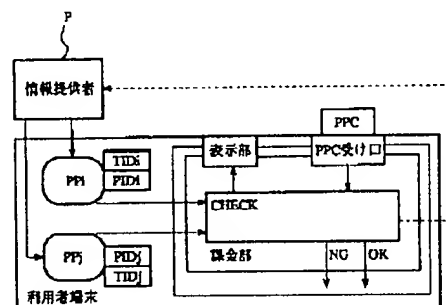 P
情報提供者
PPC
表示部
PPC受け口
TIDi
PIDi
PPi
CHECK
PPj
PIDj
TIDj
課金部
NG
OK
利用者端末